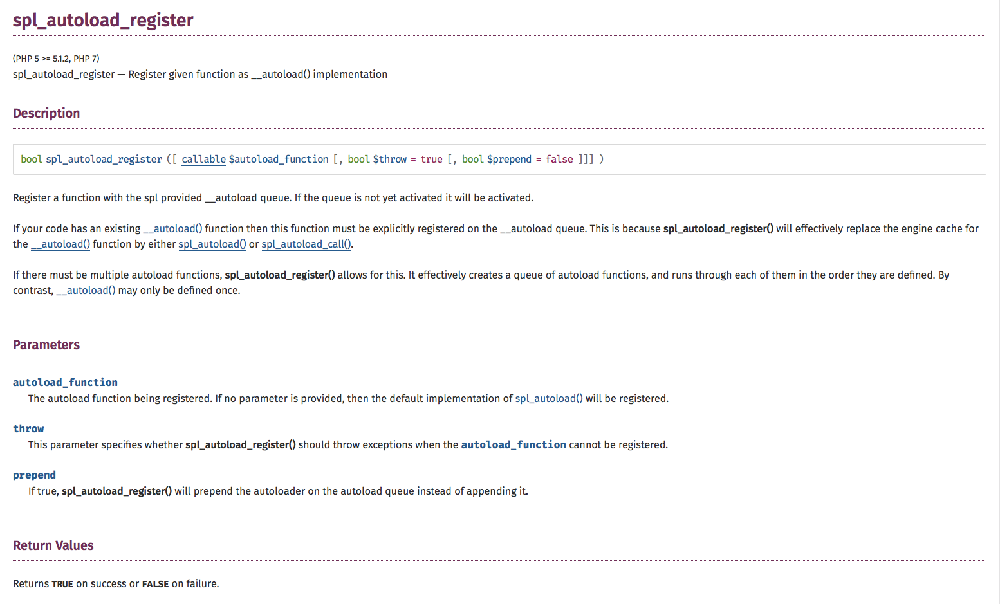 spl_autoload_register
(PHP 5 >= 5.1.2, PHP 7)
spl_autoload_register — Register given function as __autoload() implementation
Description
bool spl_autoload_register ([ callable $autoload_function [, bool $throw = true [, bool $prepend = false ]]] )
Register a function with the spl provided __autoload queue. If the queue is not yet activated it will be activated.
If your code has an existing __autoload() function then this function must be explicitly registered on the __autoload queue. This is because spl_autoload_register() will effectively replace the engine cache for
the __autoload() function by either spl_autoload() or spl_autoload_call().
If there must be multiple autoload functions, spl_autoload_register() allows for this. It effectively creates a queue of autoload functions, and runs through each of them in the order they are defined. By
contrast, __autoload() may only be defined once.
Parameters
autoload_function
The autoload function being registered. If no parameter is provided, then the default implementation of spl_autoload() will be registered.
throw
This parameter specifies whether spl_autoload_register() should throw exceptions when the autoload_function cannot be registered.
prepend
If true, spl_autoload_register() will prepend the autoloader on the autoload queue instead of appending it.
Return Values
Returns TRUE on success or FALSE on failure.